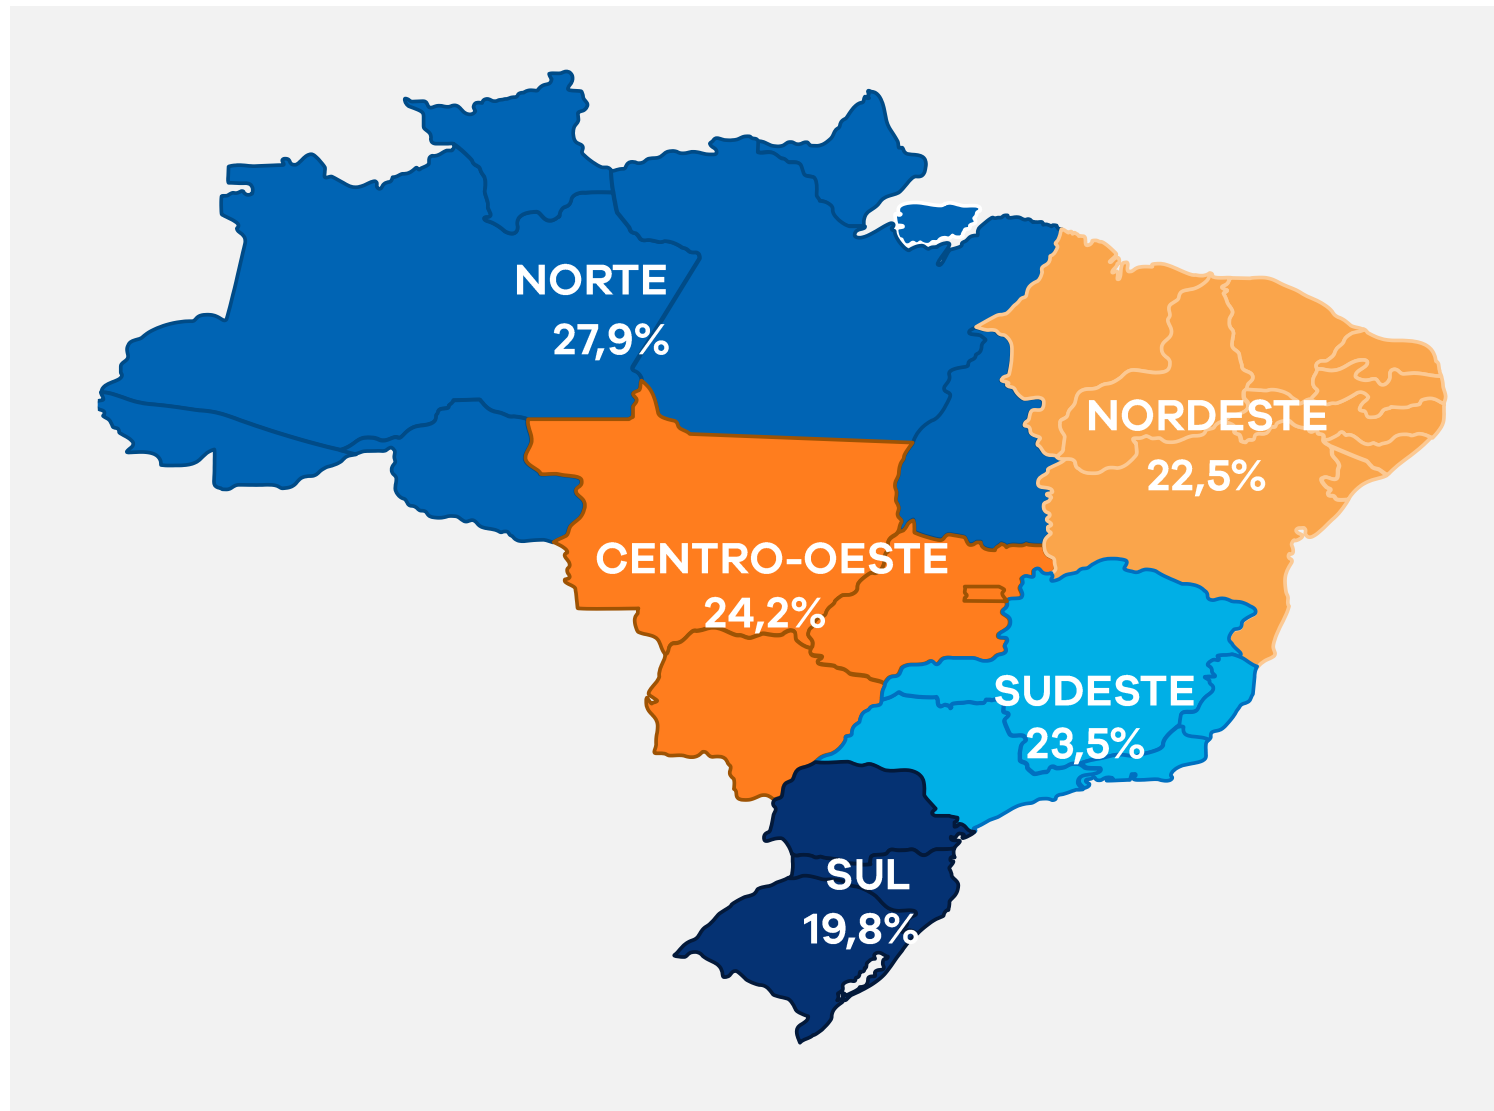 NORTE
27,9%
NORDESTE
22,5%
CENTRO-OESTE
24,2%
SUDESTE
23,5%
SUL
19,8%